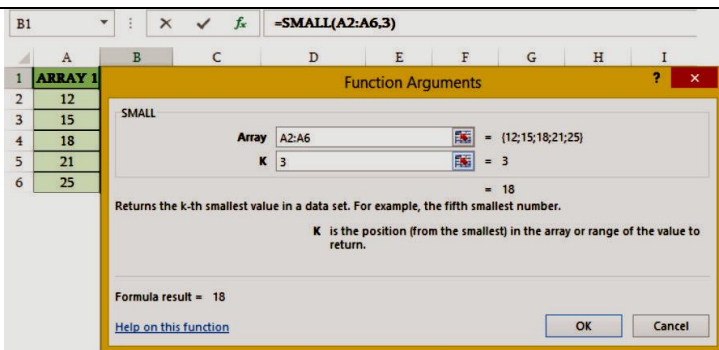 B1 =SMALL(A2:A6,3)
A B C D E F G H I
1 ARRAY 1
2 12
3 15
4 18
5 21
6 25
Function Arguments ? ×
SMALL
Array A2:A6 = {12;15;18;21;25}
K 3 = 3
= 18
Returns the k-th smallest value in a data set. For example, the fifth smallest number.
K is the position (from the smallest) in the array or range of the value to
return.
Formula result = 18
Help on this function OK Cancel